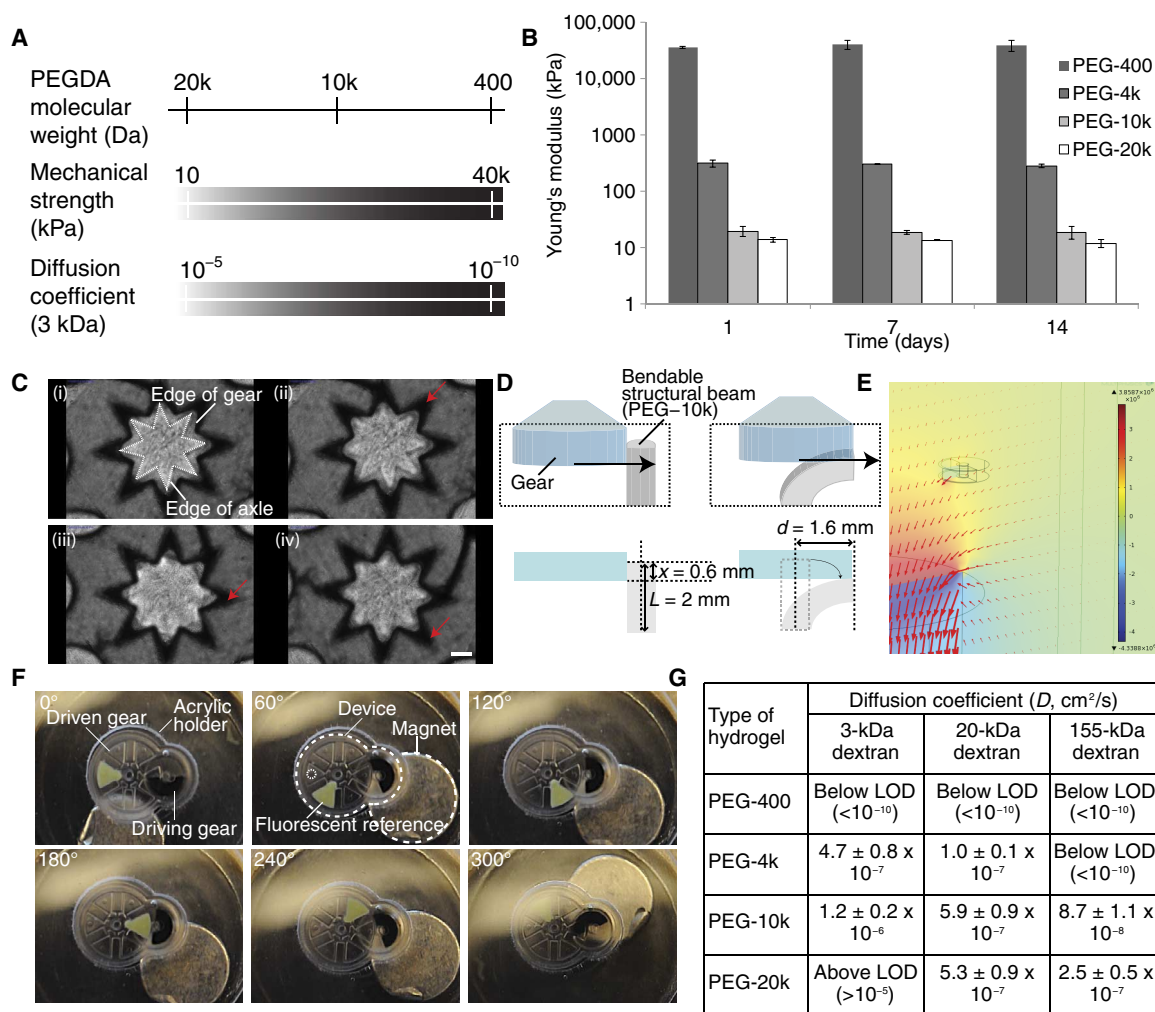 A
PEGDA
molecular
weight (Da)
20k
10k
400
Mechanical
strength
(kPa)
10
40k
Diffusion
coefficient
(3 kDa)
10⁻⁵
10⁻¹⁰
B
Young's modulus (kPa)
100,000
10,000
1000
100
10
1
1
7
14
Time (days)
PEG-400
PEG-4k
PEG-10k
PEG-20k
C
(i)
Edge of gear
Edge of axle
(ii)
(iii)
(iv)
D
Bendable
structural beam
(PEG–10k)
Gear
x = 0.6 mm
L = 2 mm
d = 1.6 mm
E
3
2
1
0
-1
-2
-3
-4
F
0°
Driven gear
Acrylic
holder
Driving gear
60°
Device
Magnet
Fluorescent reference
120°
180°
240°
300°
G
Type of
hydrogel
Diffusion coefficient (D, cm²/s)
3-kDa
dextran
20-kDa
dextran
155-kDa
dextran
PEG-400
Below LOD
(<10⁻¹⁰)
Below LOD
(<10⁻¹⁰)
Below LOD
(<10⁻¹⁰)
PEG-4k
4.7 ± 0.8 x
10⁻⁷
1.0 ± 0.1 x
10⁻⁷
Below LOD
(<10⁻¹⁰)
PEG-10k
1.2 ± 0.2 x
10⁻⁶
5.9 ± 0.9 x
10⁻⁷
8.7 ± 1.1 x
10⁻⁸
PEG-20k
Above LOD
(>10⁻⁵)
5.3 ± 0.9 x
10⁻⁷
2.5 ± 0.5 x
10⁻⁷